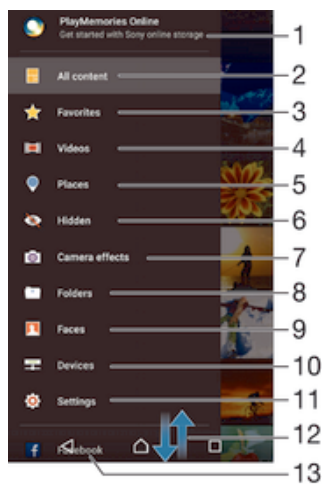 PlayMemories Online
Get started with Sony online storage
1
All content
2
Favorites
3
Videos
4
Places
5
Hidden
6
Camera effects
7
Folders
8
Faces
9
Devices
10
Settings
11
12
Facebook
13